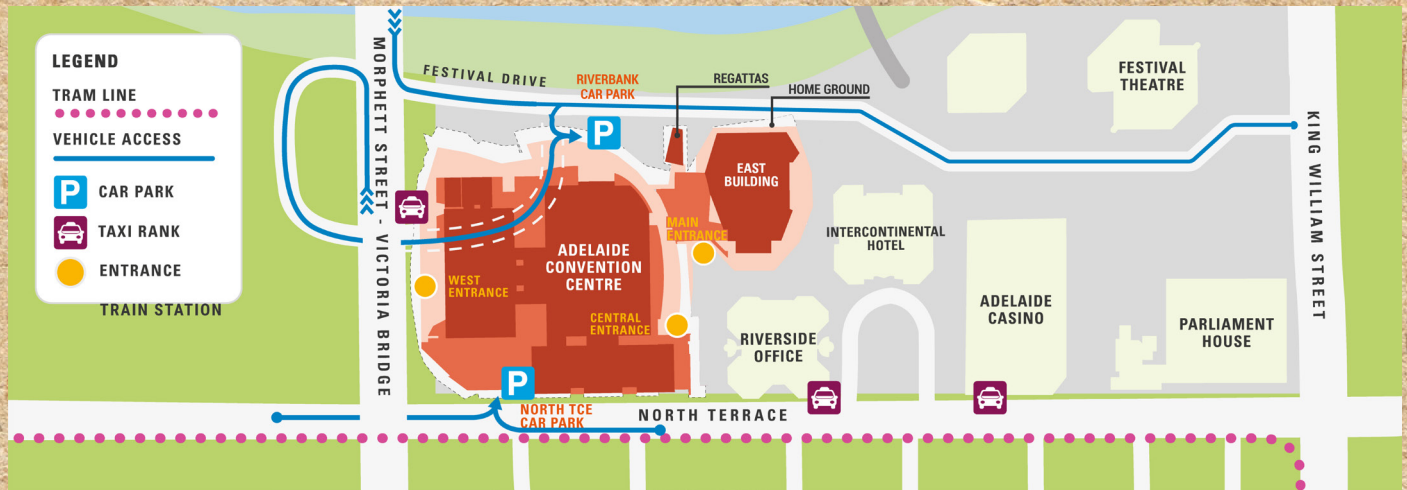 LEGEND
TRAM LINE
VEHICLE ACCESS
P
CAR PARK
TAXI RANK
ENTRANCE
TRAIN STATION
MORPHETT STREET - VICTORIA BRIDGE
FESTIVAL DRIVE
RIVERBANK
CAR PARK
P
REGATTAS
HOME GROUND
EAST
BUILDING
MAIN
ENTRANCE
ADELAIDE
CONVENTION
CENTRE
WEST
ENTRANCE
CENTRAL
ENTRANCE
P
NORTH TCE
CAR PARK
NORTH TERRACE
RIVERSIDE
OFFICE
INTERCONTINENTAL
HOTEL
ADELAIDE
CASINO
FESTIVAL
THEATRE
PARLIAMENT
HOUSE
KING WILLIAM STREET